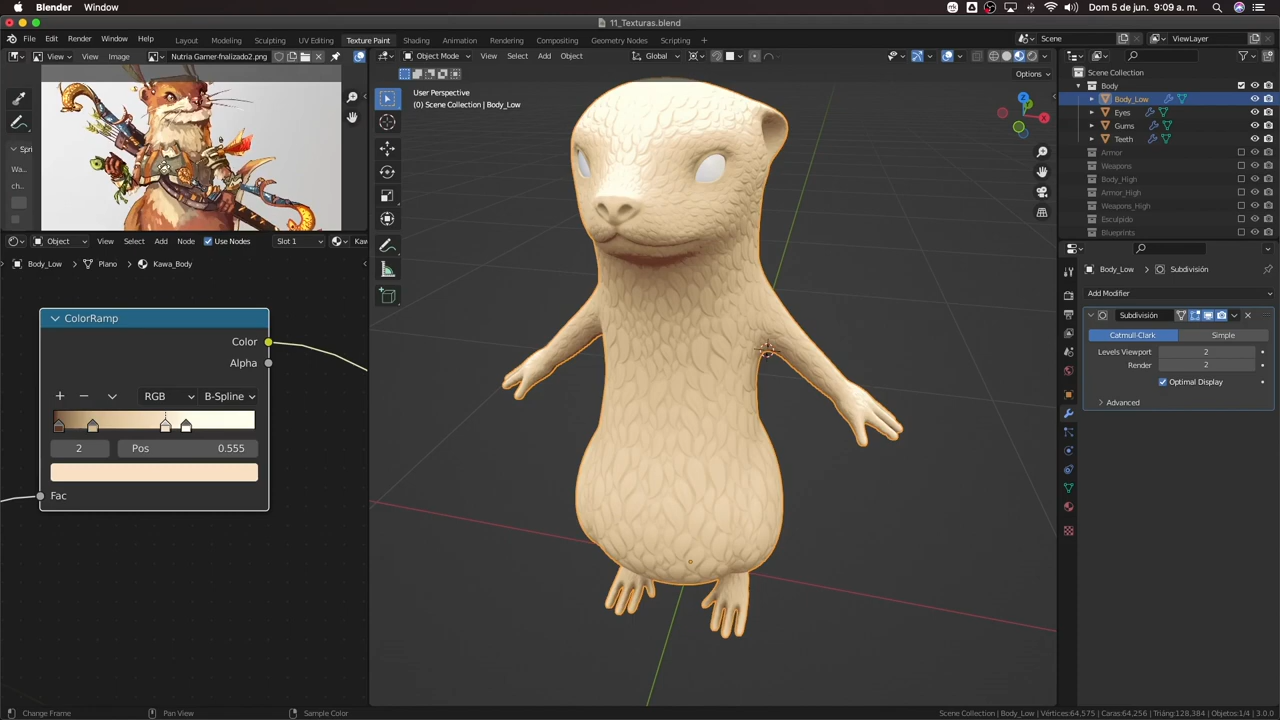 Blender Window
Dom 5 de jun. 9:09 a. m.
11_Texturas.blend
File Edit Render Window Help Layout Modeling Sculpting UV Editing Texture Paint Shading Animation Rendering Compositing Geometry Nodes Scripting +
Scene ViewLayer
View View Image Nutria Gamer-fnalizado2.png
Object Mode View Select Add Object Global
Options
Spri
Wa...
ch...
User Perspective
(0) Scene Collection | Body_Low
Z
X
Y
Scene Collection
Body
Body_Low
Eyes
Gums
Teeth
Armor
Weapons
Body_High
Armor_High
Weapons_High
Esculpido
Blueprints
Object View Select Add Node Use Nodes Slot 1 Kaw
Body_Low Plano Kawa_Body
ColorRamp
Color
Alpha
RGB B-Spline
2 Pos 0.555
Fac
Body_Low Subdivisión
Add Modifier
Subdivisión
Catmull-Clark Simple
Levels Viewport 2
Render 2
Optimal Display
Advanced
Change Frame Pan View Sample Color
Scene Collection | Body_Low | Vértices:64,575 | Caras:64,256 | Triáng:128,384 | Objetos:1/4 | 3.0.0